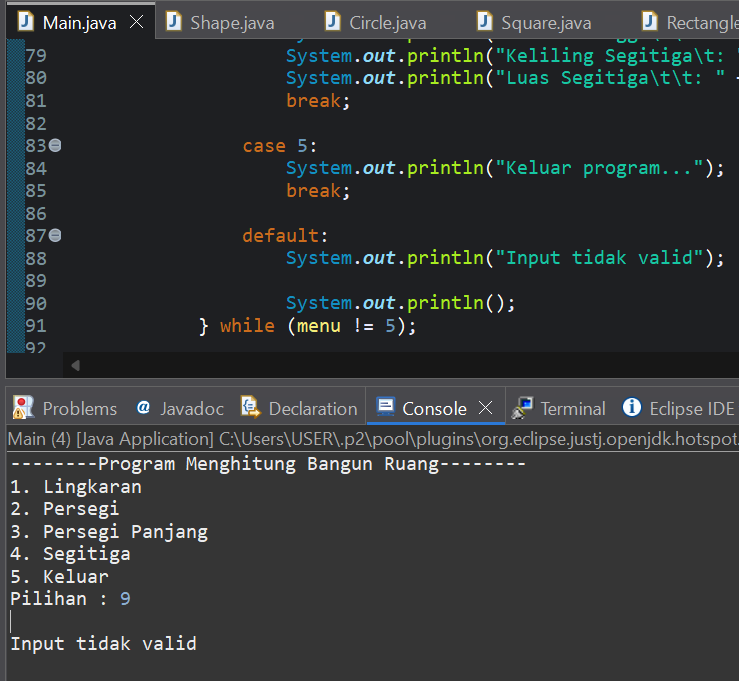 Main.java Shape.java Circle.java Square.java Rectangle
79 System.out.println("Keliling Segitiga\t:
80 System.out.println("Luas Segitiga\t\t: "
81 break;
82
83 case 5:
84 System.out.println("Keluar program...");
85 break;
86
87 default:
88 System.out.println("Input tidak valid");
89
90 System.out.println();
91 } while (menu != 5);
92
Problems Javadoc Declaration Console Terminal Eclipse IDE
Main (4) [Java Application] C:\Users\USER\.p2\pool\plugins\org.eclipse.justj.openjdk.hotspot.
--------Program Menghitung Bangun Ruang--------
1. Lingkaran
2. Persegi
3. Persegi Panjang
4. Segitiga
5. Keluar
Pilihan : 9
Input tidak valid